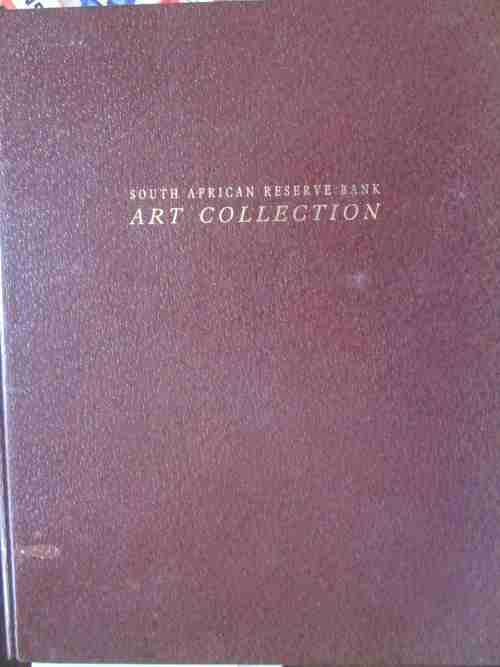 SOUTH AFRICAN RESERVE BANK
ART COLLECTION